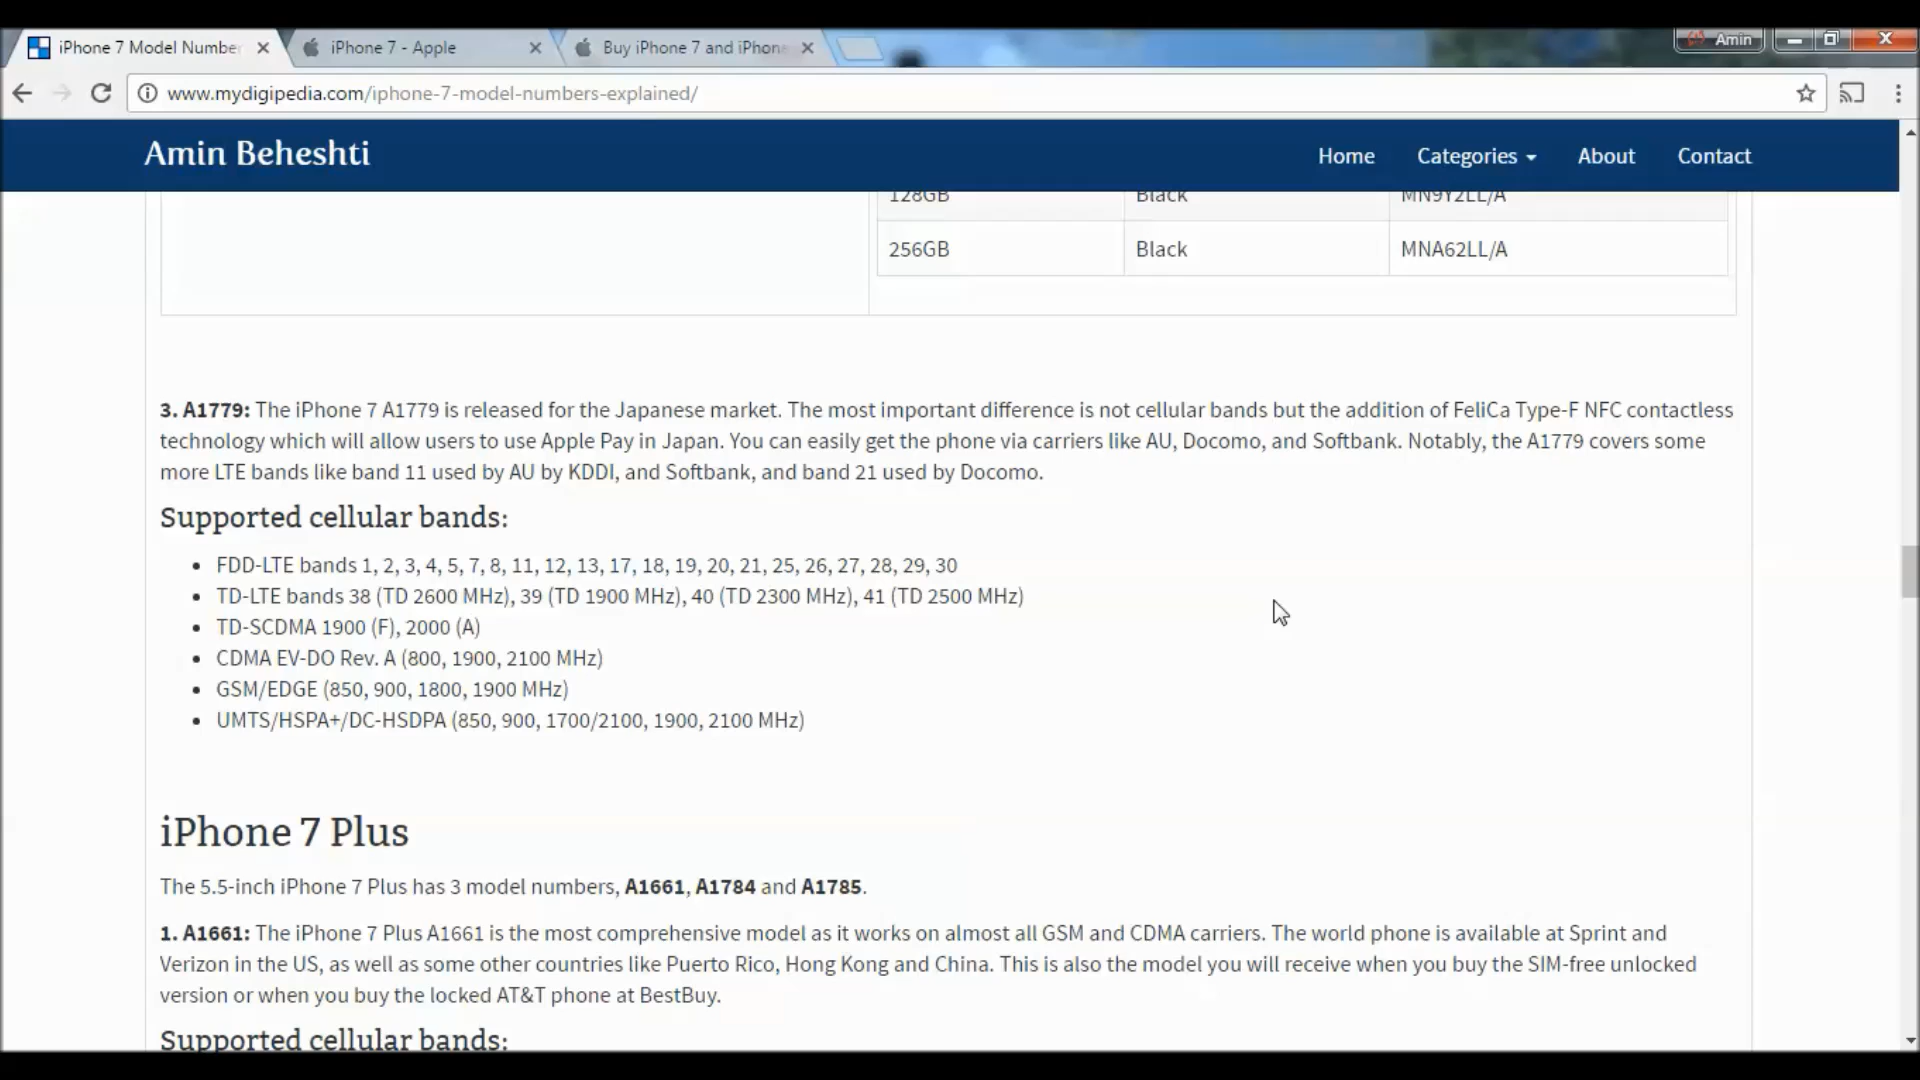 iPhone 7 Model Number
iPhone 7 - Apple
Buy iPhone 7 and iPhone
Amin
www.mydigipedia.com/iphone-7-model-numbers-explained/
Amin Beheshti
Home
Categories
About
Contact
128GB Black MN9Y2LL/A
256GB Black MNA62LL/A
3. A1779: The iPhone 7 A1779 is released for the Japanese market. The most important difference is not cellular bands but the addition of FeliCa Type-F NFC contactless
technology which will allow users to use Apple Pay in Japan. You can easily get the phone via carriers like AU, Docomo, and Softbank. Notably, the A1779 covers some
more LTE bands like band 11 used by AU by KDDI, and Softbank, and band 21 used by Docomo.
Supported cellular bands:
• FDD-LTE bands 1, 2, 3, 4, 5, 7, 8, 11, 12, 13, 17, 18, 19, 20, 21, 25, 26, 27, 28, 29, 30
• TD-LTE bands 38 (TD 2600 MHz), 39 (TD 1900 MHz), 40 (TD 2300 MHz), 41 (TD 2500 MHz)
• TD-SCDMA 1900 (F), 2000 (A)
• CDMA EV-DO Rev. A (800, 1900, 2100 MHz)
• GSM/EDGE (850, 900, 1800, 1900 MHz)
• UMTS/HSPA+/DC-HSDPA (850, 900, 1700/2100, 1900, 2100 MHz)
iPhone 7 Plus
The 5.5-inch iPhone 7 Plus has 3 model numbers, A1661, A1784 and A1785.
1. A1661: The iPhone 7 Plus A1661 is the most comprehensive model as it works on almost all GSM and CDMA carriers. The world phone is available at Sprint and
Verizon in the US, as well as some other countries like Puerto Rico, Hong Kong and China. This is also the model you will receive when you buy the SIM-free unlocked
version or when you buy the locked AT&T phone at BestBuy.
Supported cellular bands: